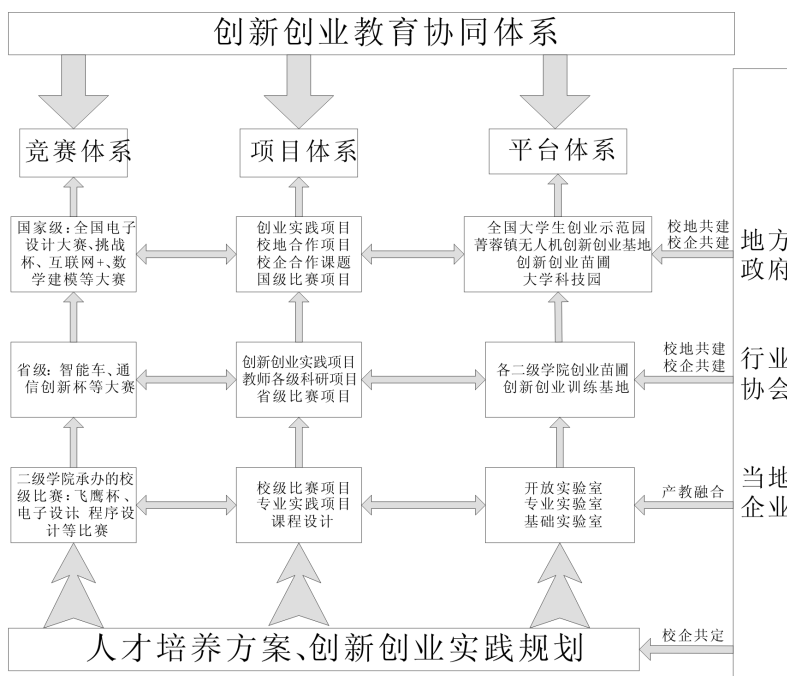 创新创业教育协同体系
竞赛体系
项目体系
平台体系
国家级:全国电子
设计大赛、挑战
杯、互联网+、数
学建模等大赛
创业实践项目
校地合作项目
校企合作课题
国级比赛项目
全国大学生创业示范园
菁蓉镇无人机创新创业基地
创新创业苗圃
大学科技园
校地共建
校企共建
地方
政府
省级：智能车、通
信创新杯等大赛
创新创业实践项目
教师各级科研项目
省级比赛项目
各二级学院创业苗圃
创新创业训练基地
校地共建
校企共建
行业
协会
二级学院承办的校
级比赛:飞鹰杯、
电子设计 程序设
计等比赛
校级比赛项目
专业实践项目
课程设计
开放实验室
专业实验室
基础实验室
产教融合
当地
企业
人才培养方案、创新创业实践规划
校企共定